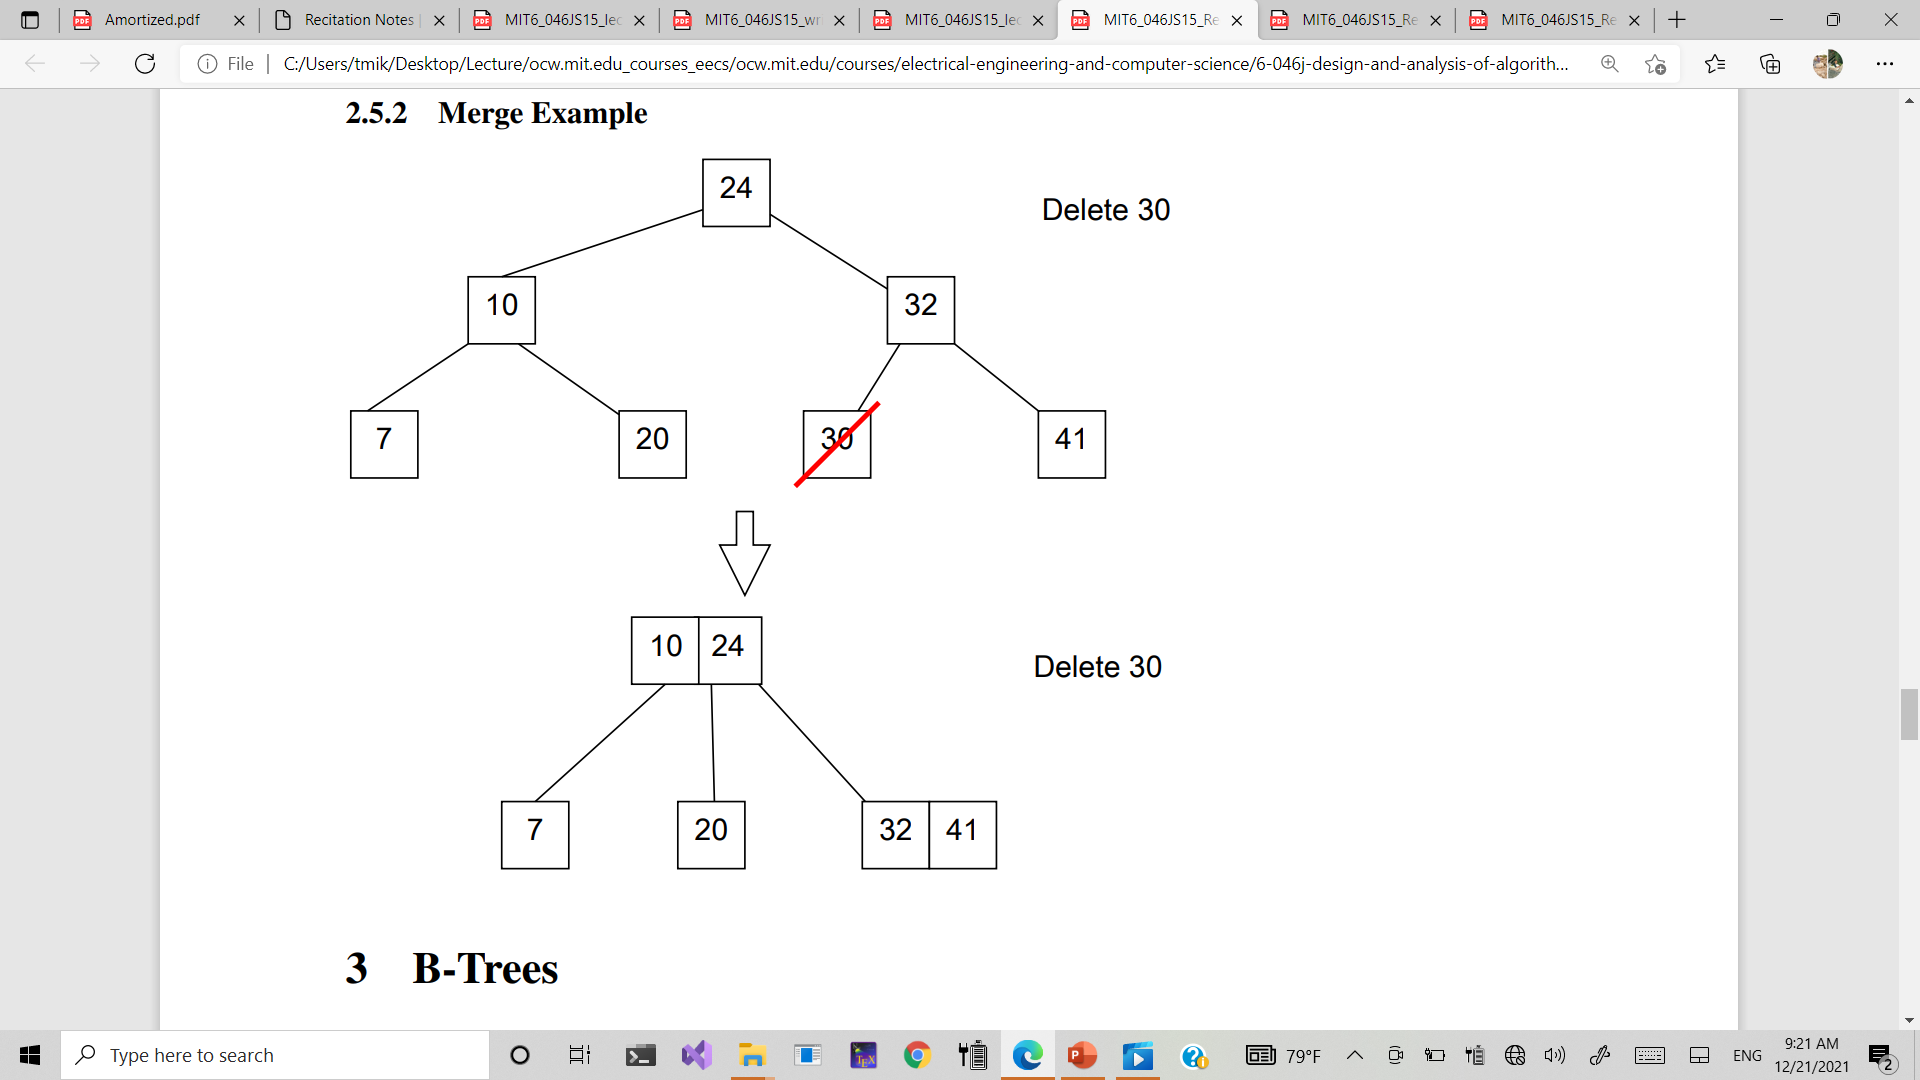 Amortized.pdf
Recitation Notes
MIT6_046JS15_lec
MIT6_046JS15_wr
MIT6_046JS15_lec
MIT6_046JS15_Re
MIT6_046JS15_Re
MIT6_046JS15_Re
File
C:/Users/tmik/Desktop/Lecture/ocw.mit.edu_courses_eecs/ocw.mit.edu/courses/electrical-engineering-and-computer-science/6-046j-design-and-analysis-of-algorith...
2.5.2 Merge Example
24
Delete 30
10
32
7
20
30
41
10 24
Delete 30
7
20
32 41
3 B-Trees
Type here to search
79°F
ENG
9:21 AM
12/21/2021
2